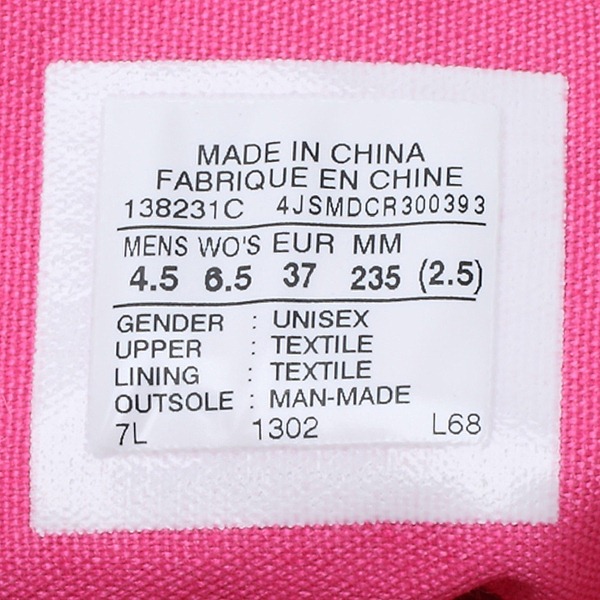 MADE IN CHINA
FABRIQUE EN CHINE
138231C 4JSMDCR300393
MENS WO'S EUR MM
4.5 6.5 37 235 (2.5)
GENDER : UNISEX
UPPER : TEXTILE
LINING : TEXTILE
OUTSOLE : MAN-MADE
7L 1302 L68